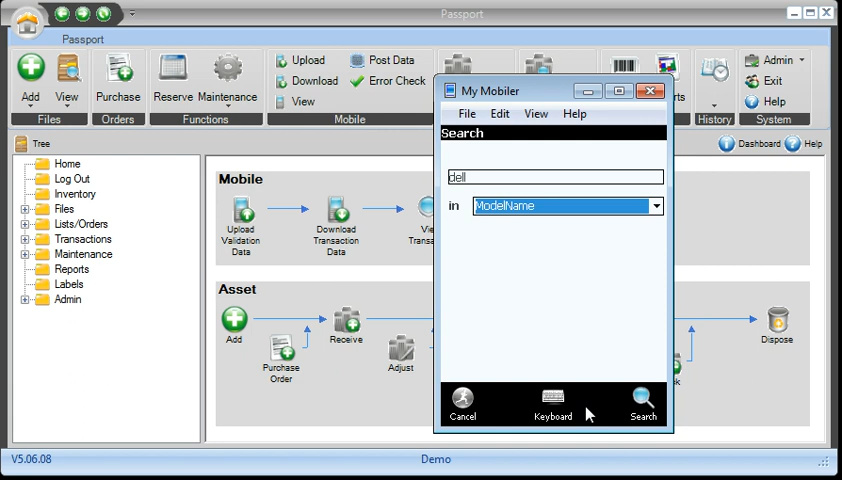 Passport
Passport
Add
View
Files
Purchase
Orders
Reserve
Maintenance
Functions
Upload
Download
View
Post Data
Error Check
Mobile
History
Admin
Exit
Help
System
Tree
Dashboard
Help
Home
Log Out
Inventory
Files
Lists/Orders
Transactions
Maintenance
Reports
Labels
Admin
Mobile
Upload
Validation
Data
Download
Transaction
Data
Asset
Add
Purchase
Order
Receive
Adjust
Dispose
My Mobiler
File Edit View Help
Search
dell
in ModelName
Cancel Keyboard Search
V5.06.08
Demo